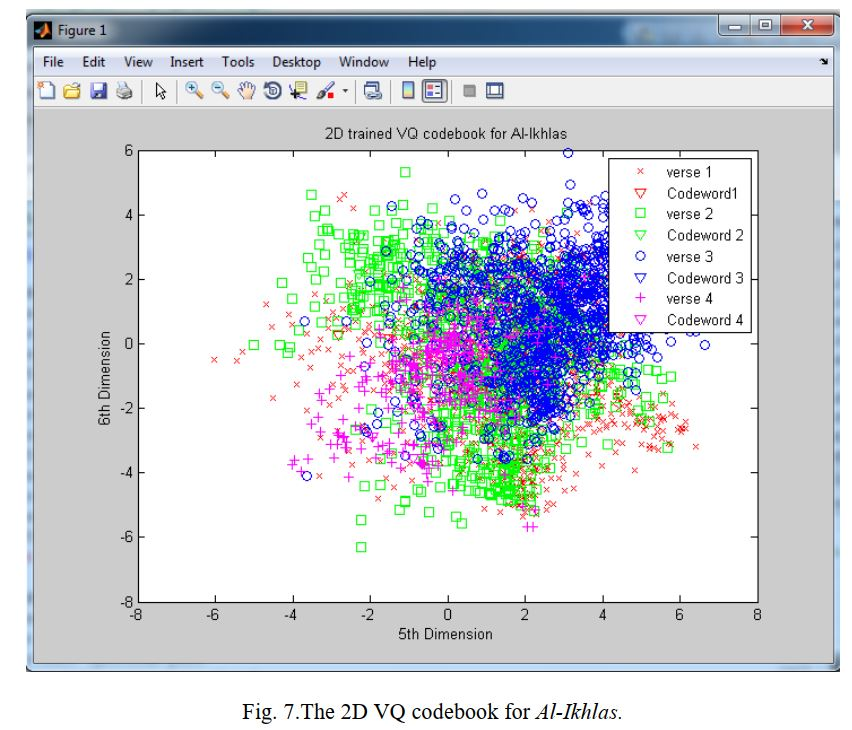 Figure 1
File Edit View Insert Tools Desktop Window Help
2D trained VQ codebook for Al-Ikhlas
6
4
2
0
-2
-4
-6
-8
6th Dimension
verse 1
Codeword1
verse 2
Codeword 2
verse 3
Codeword 3
verse 4
Codeword 4
-8 -6 -4 -2 0 2 4 6 8
5th Dimension
Fig. 7.The 2D VQ codebook for Al-Ikhlas.